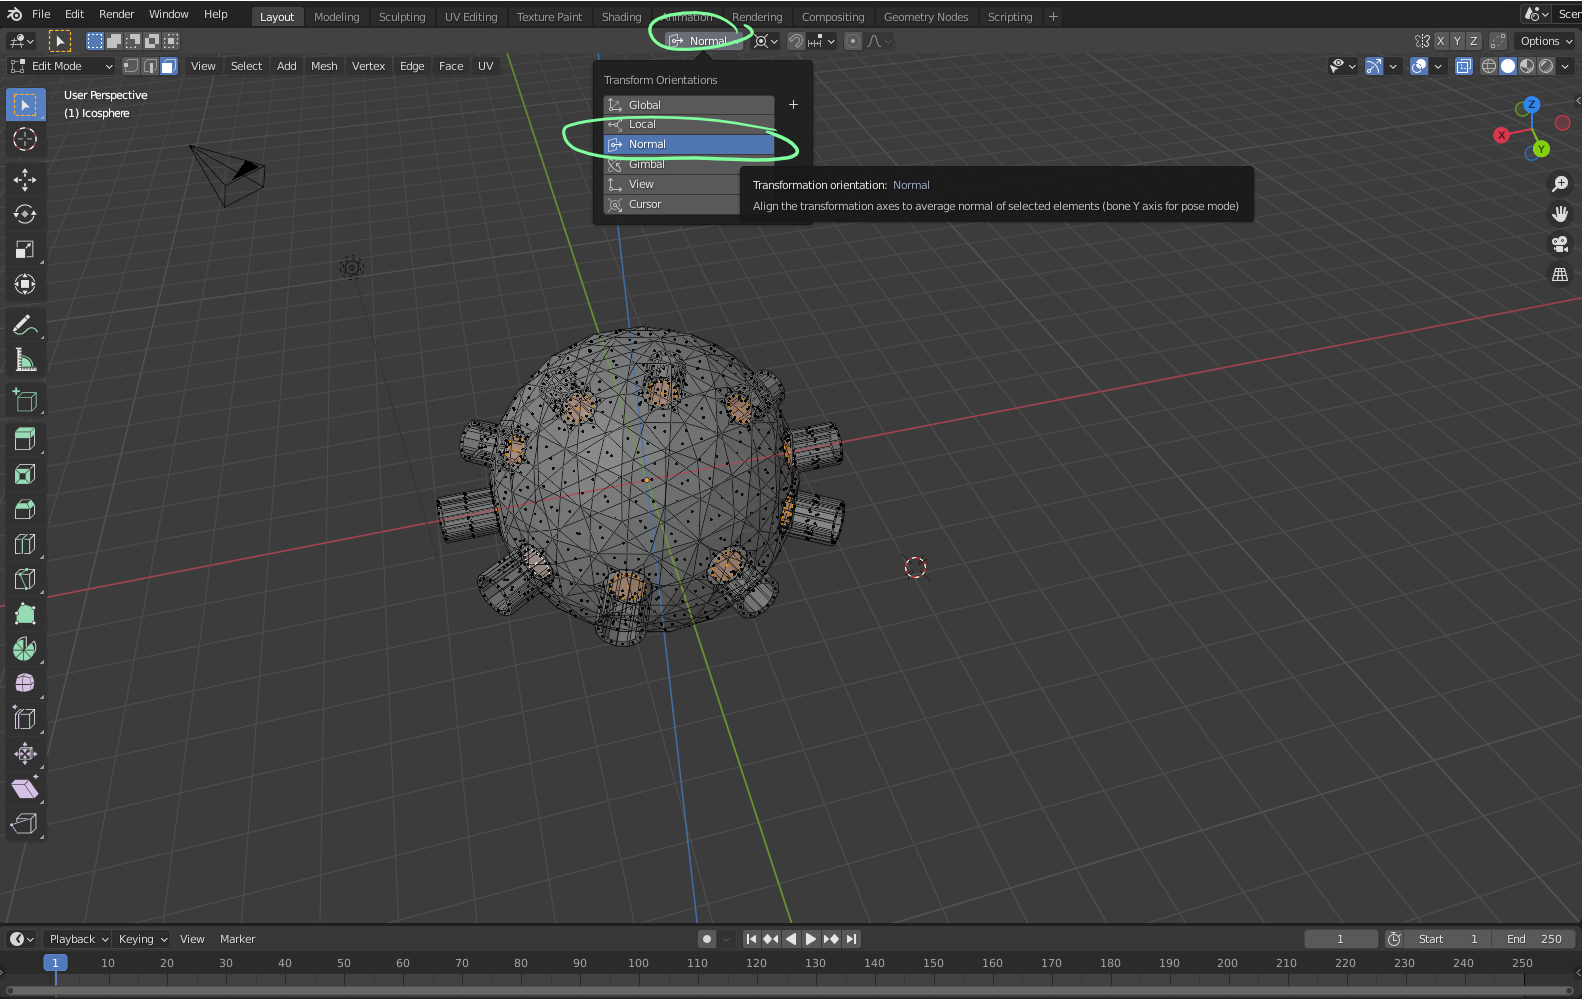 File Edit Render Window Help Layout Modeling Sculpting UV Editing Texture Paint Shading Animation Rendering Compositing Geometry Nodes Scripting + Scen
Normal X Y Z Options
Edit Mode View Select Add Mesh Vertex Edge Face UV
User Perspective
(1) Icosphere
Transform Orientations
Global +
Local
Normal
Gimbal
View
Cursor
Transformation orientation: Normal
Align the transformation axes to average normal of selected elements (bone Y axis for pose mode)
Z
X
Y
Playback Keying View Marker 1 Start 1 End 250
1 10 20 30 40 50 60 70 80 90 100 110 120 130 140 150 160 170 180 190 200 210 220 230 240 250